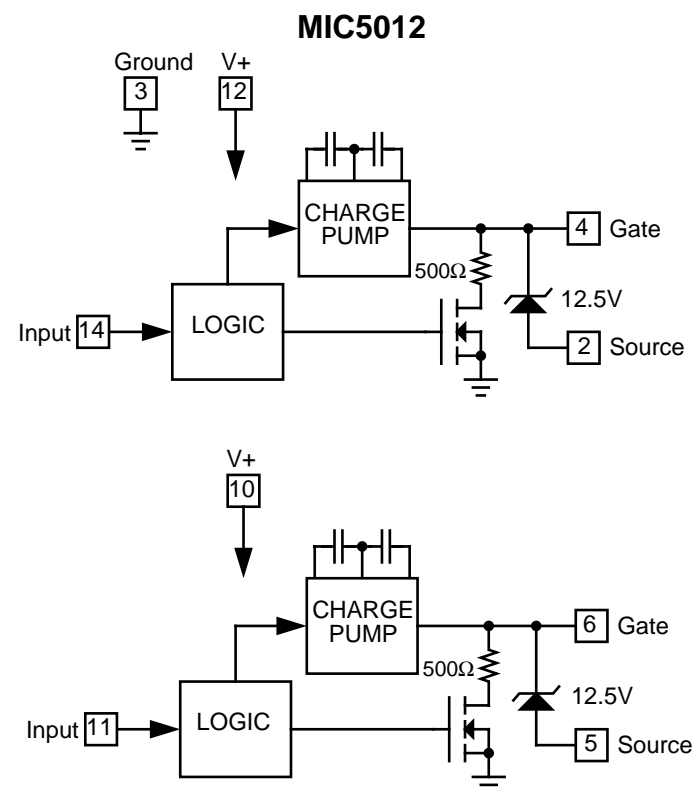 MIC5012
Ground V+
3 12
CHARGE
PUMP
4 Gate
500Ω
12.5V
Input 14 LOGIC
2 Source
V+
10
CHARGE
PUMP
6 Gate
500Ω
12.5V
Input 11 LOGIC
5 Source